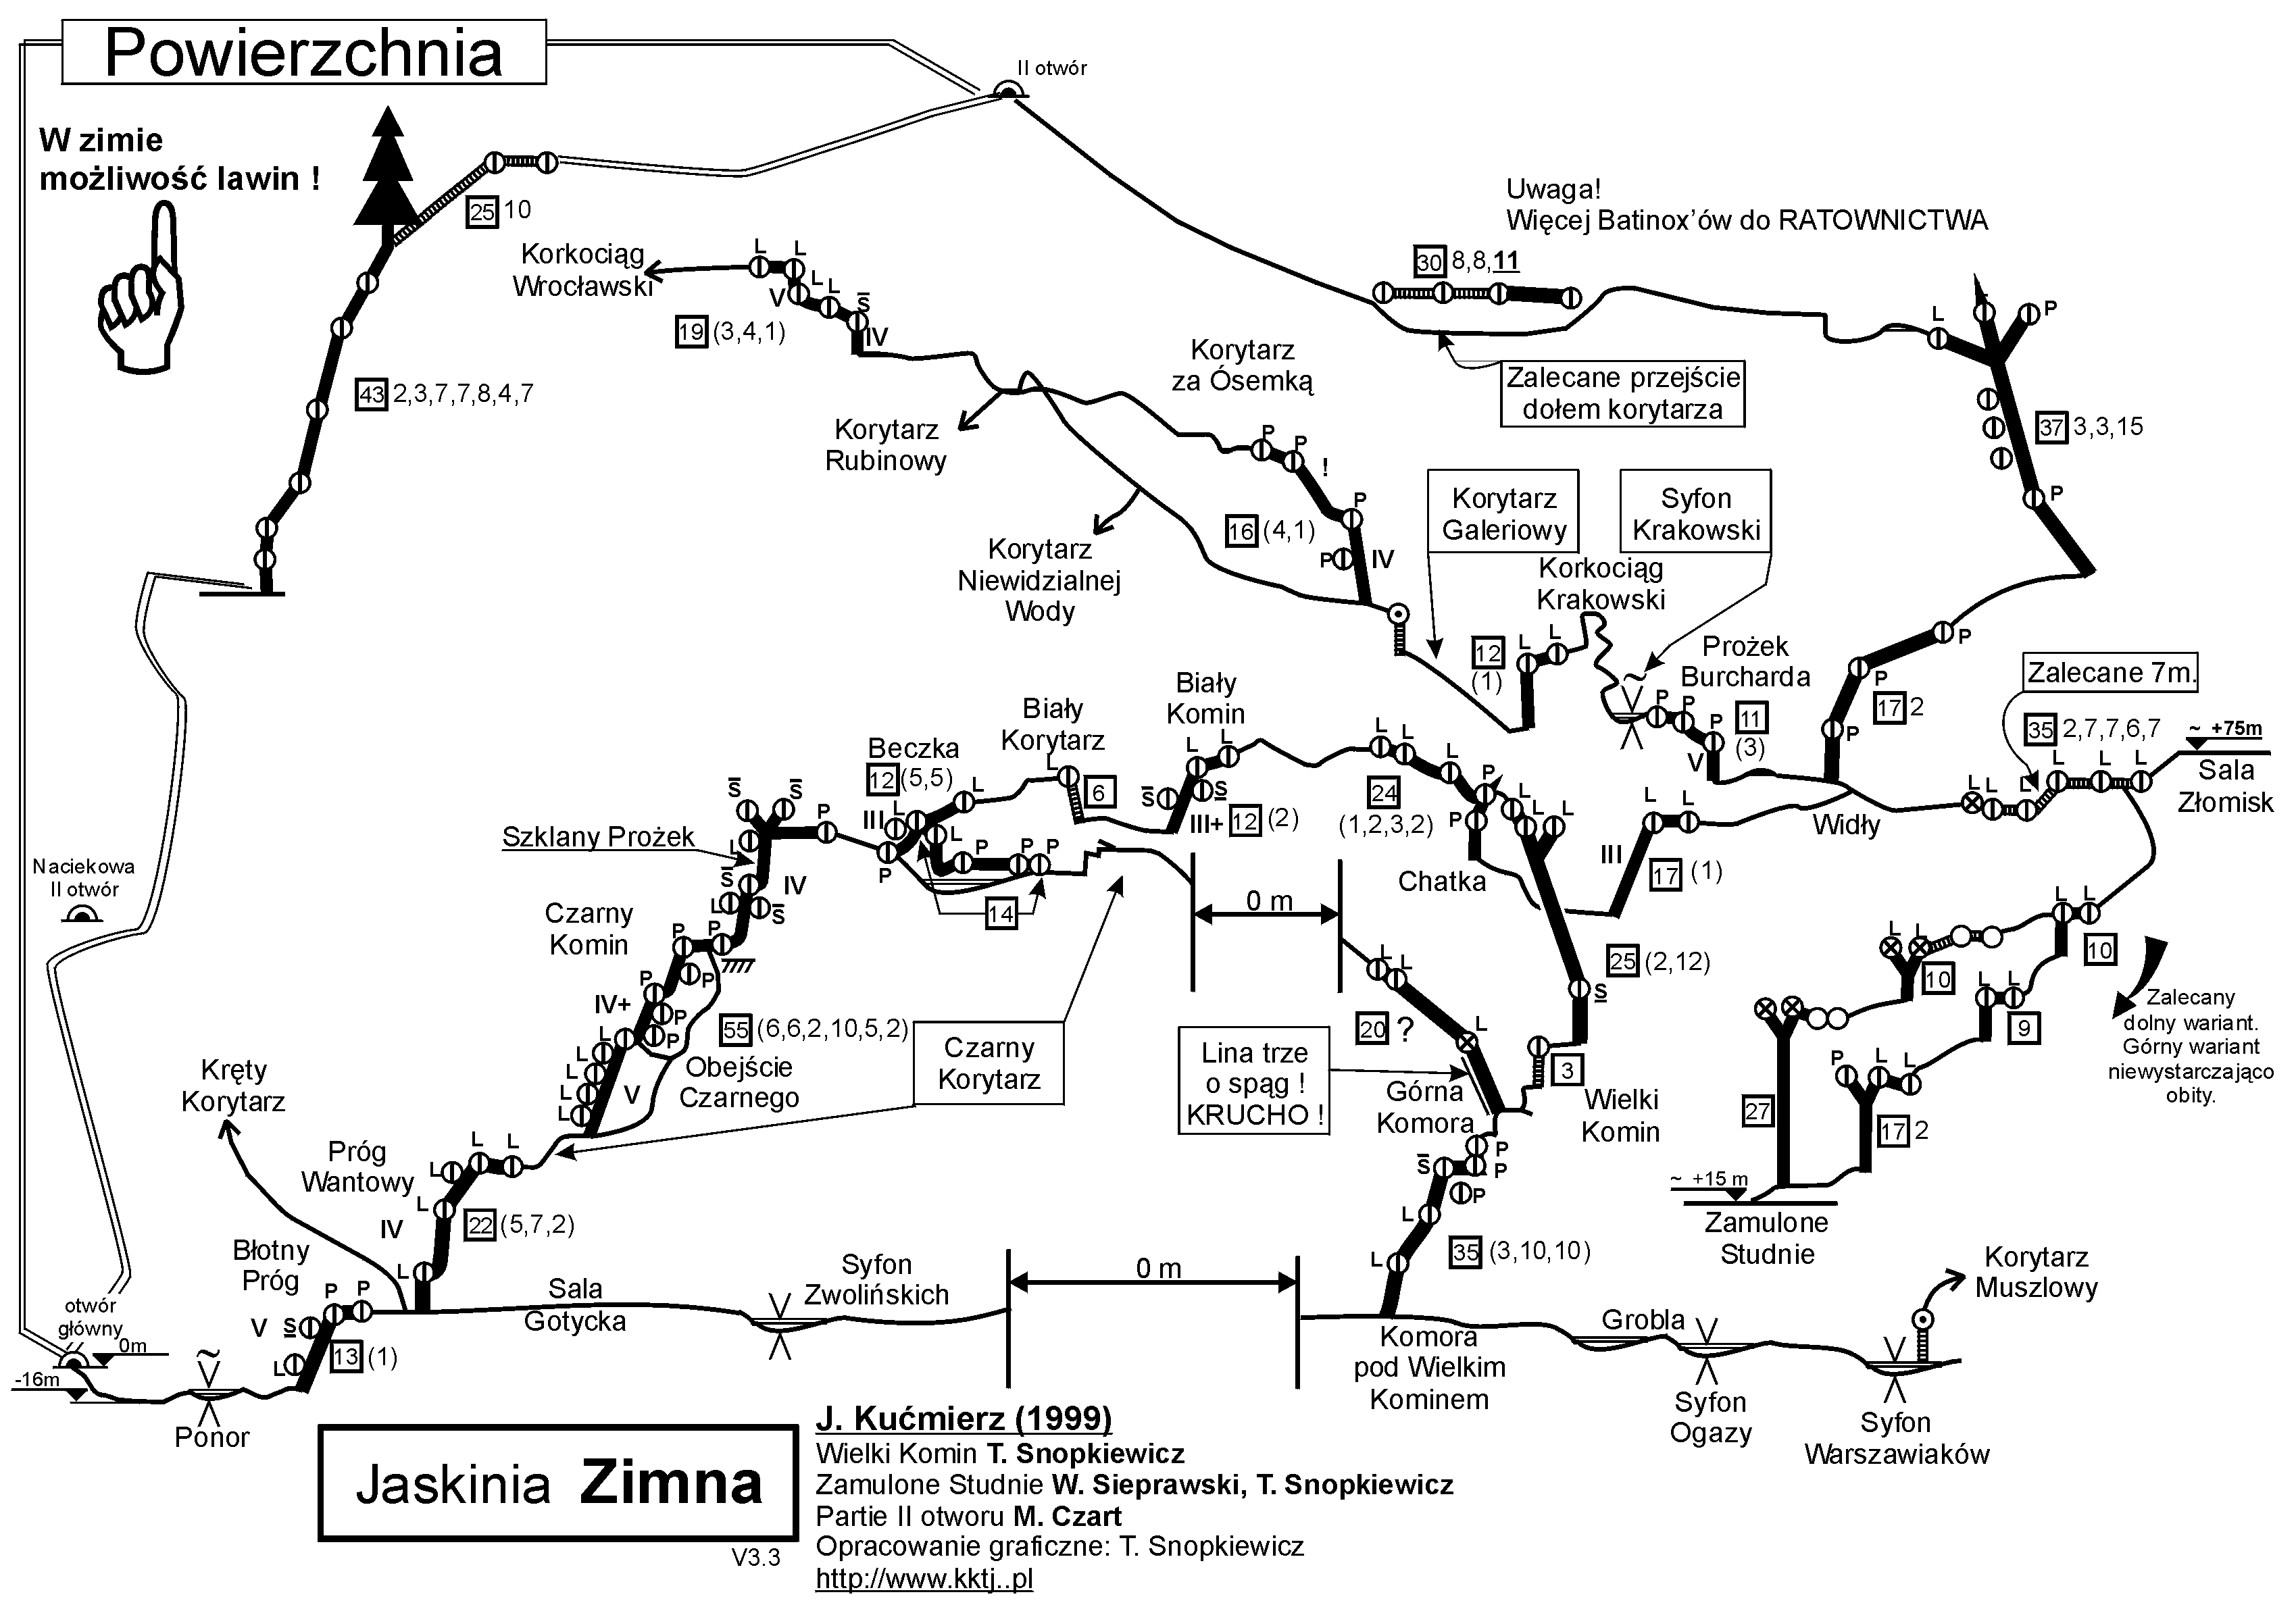 Powierzchnia
II otwór
W zimie
możliwość lawin !
25 10
Uwaga!
Więcej Batinox'ów do RATOWNICTWA
Korkociąg
Wrocławski
L
L
L
L
V
S
IV
19 (3,4,1)
30 8,8,11
L
P
Korytarz
za Ósemką
Zalecane przejście
dołem korytarza
43 2,3,7,7,8,4,7
Korytarz
Rubinowy
P
P
!
37 3,3,15
P
P
Korytarz
Galeriowy
Syfon
Krakowski
16 (4,1)
P
IV
Korytarz
Niewidzialnej
Wody
Korkociąg
Krakowski
12
(1)
L
L
~
Prożek
Burcharda
P
P
P
P
11
(3)
V
P
17 2
P
Zalecane 7m.
35 2,7,7,6,7
~ +75m
Sala
Złomisk
L
L
L
L
L
Biały
Korytarz
Biały
Komin
Beczka
12 (5,5)
L
L
6
L
L
S
S
III+ 12 (2)
L
L
L
24
(1,2,3,2)
P
P
L
L
L
L
L
Widły
III
17 (1)
Chatka
S
S
L
P
Szklany Prożek
III
L
L
P
P
P
P
14
S
IV
L
S
Naciekowa
II otwór
Czarny
Komin
P
P
P
0 m
L
L
10
L
L
10
Zalecany
dolny wariant.
Górny wariant
niewystarczająco
obity.
IV+
P
P
P
L
L
L
L
L
55 (6,6,2,10,5,2)
V
Obejście
Czarnego
Czarny
Korytarz
L
L
20 ?
L
25 (2,12)
S
L
L
9
Lina trze
o spąg !
KRUCHO !
Górna
Komora
3
Wielki
Komin
27
P
L
L
17 2
~ +15 m
Zamulone
Studnie
Kręty
Korytarz
Próg
Wantowy
L
L
L
L
IV
22 (5,7,2)
L
P
P
S
P
L
L
35 (3,10,10)
Błotny
Próg
P
P
V
S
L
13 (1)
otwór
główny
0m
-16m
~
Ponor
Sala
Gotycka
Syfon
Zwolińskich
0 m
Komora
pod Wielkim
Kominem
Grobla
Syfon
Ogazy
Korytarz
Muszlowy
Syfon
Warszawiaków
Jaskinia Zimna
V3.3
J. Kućmierz (1999)
Wielki Komin T. Snopkiewicz
Zamulone Studnie W. Sieprawski, T. Snopkiewicz
Partie II otworu M. Czart
Opracowanie graficzne: T. Snopkiewicz
http://www.kktj..pl